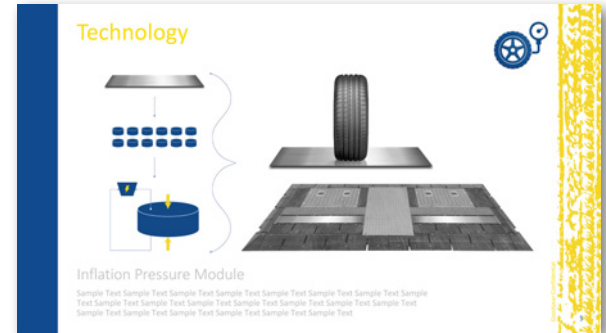 Technology
Inflation Pressure Module
Sample Text Sample Text Sample Text Sample Text Sample Text Sample Text Sample Text Sample
Text Sample Text Sample Text Sample Text Sample Text Sample Text Sample Text Sample Text
Sample Text Sample Text Sample Text Sample Text Sample Text Sample Text